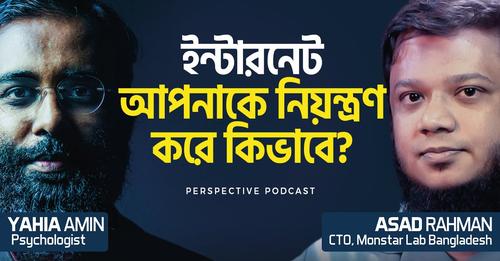 ইন্টারনেট
আপনাকে নিয়ন্ত্রণ
করে কিভাবে?
PERSPECTIVE PODCAST
YAHIA AMIN
Psychologist
ASAD RAHMAN
CTO, Monstar Lab Bangladesh